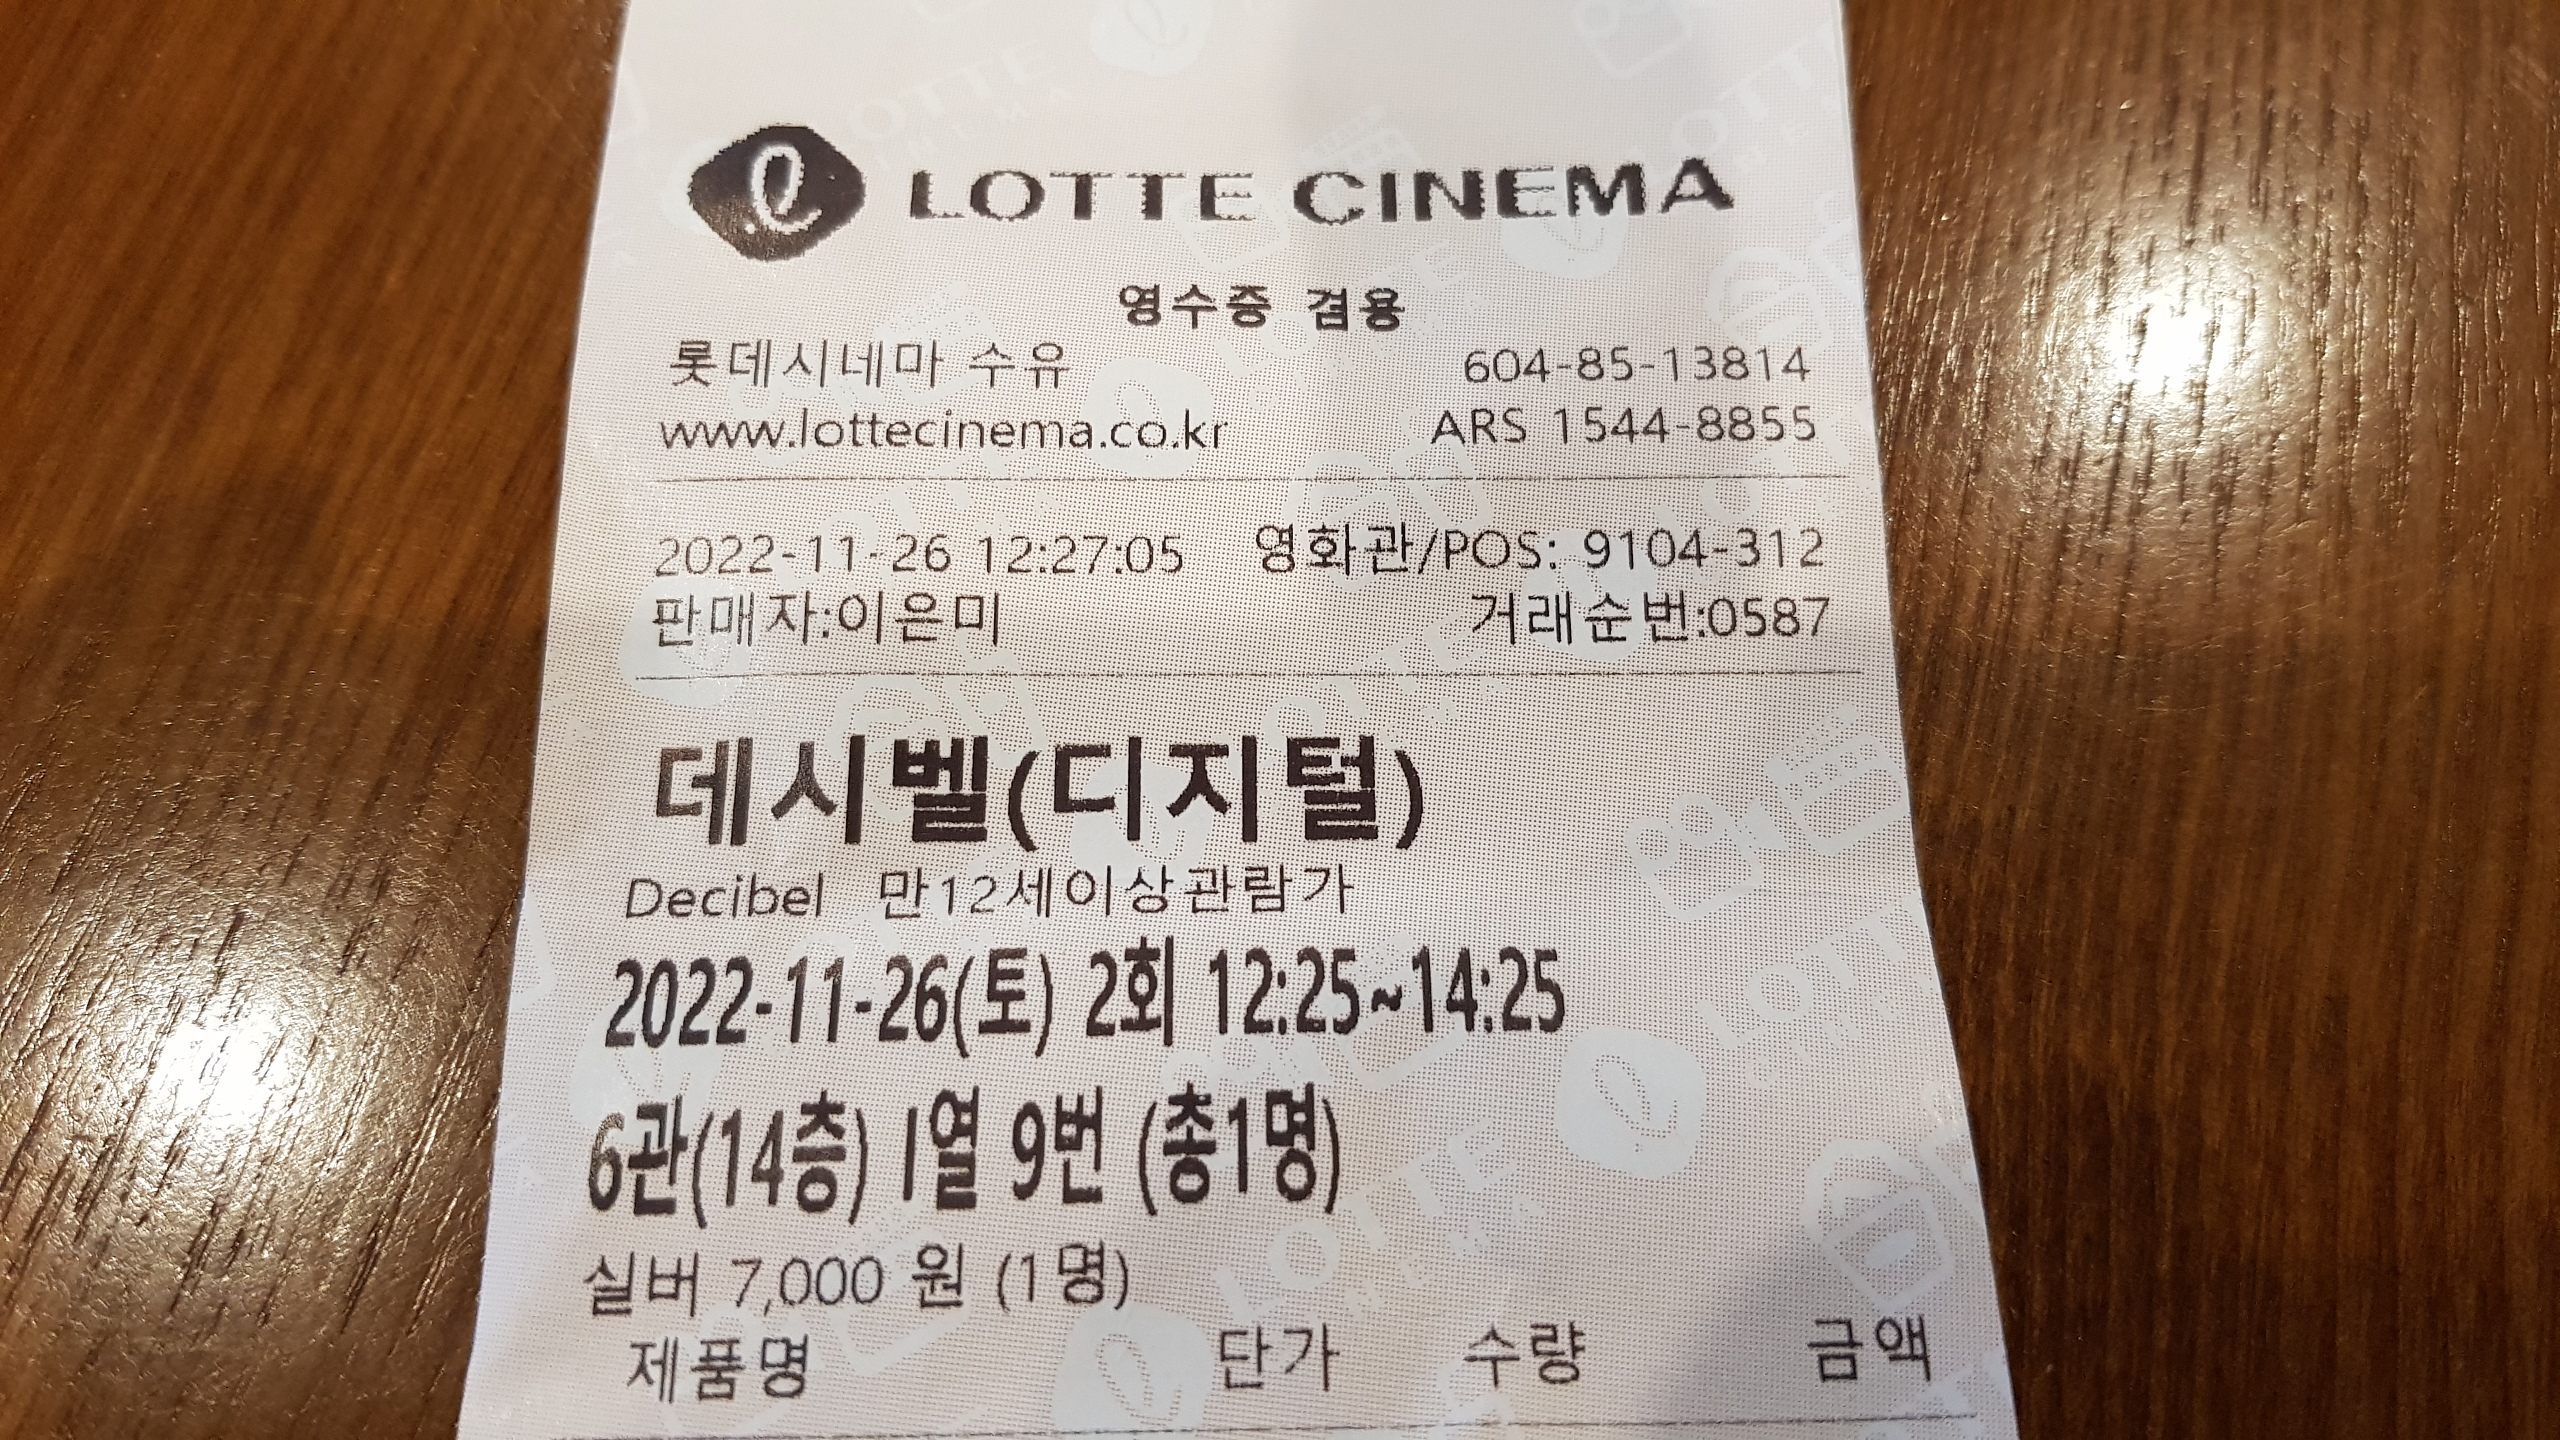 LOTTE CINEMA
영수증 겸용
롯데시네마 수유 604-85-13814
www.lottecinema.co.kr ARS 1544-8855
2022-11-26 12:27:05 영화관/POS: 9104-312
판매자:이은미 거래순번:0587
데시벨(디지털)
Decibel 만12세이상관람가
2022-11-26(토) 2회 12:25~14:25
6관(14층) I열 9번 (총1명)
실버 7,000 원 (1명)
제품명 단가 수량 금액